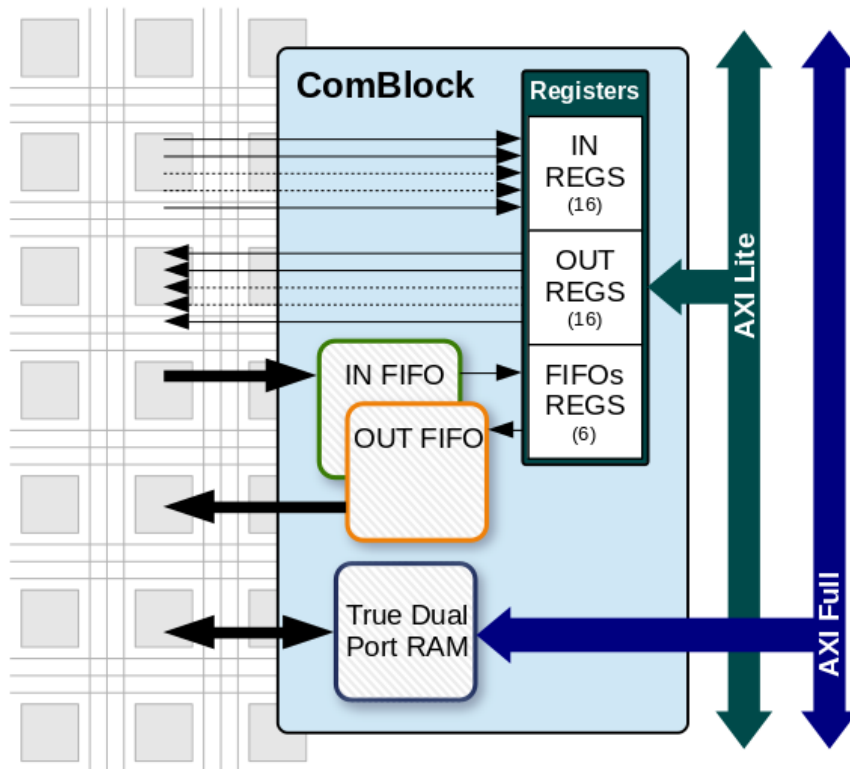 ComBlock
Registers
IN
REGS
(16)
OUT
REGS
(16)
FIFOs
REGS
(6)
IN FIFO
OUT FIFO
True Dual
Port RAM
AXI Lite
AXI Full